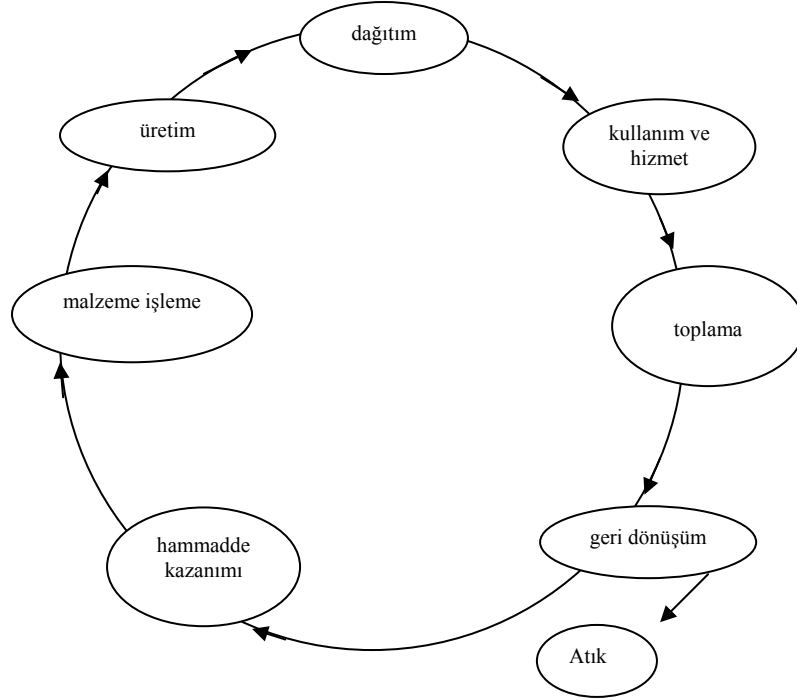 dağıtım
kullanım ve
hizmet
toplama
geri dönüşüm
Atık
hammadde
kazanımı
malzeme işleme
üretim